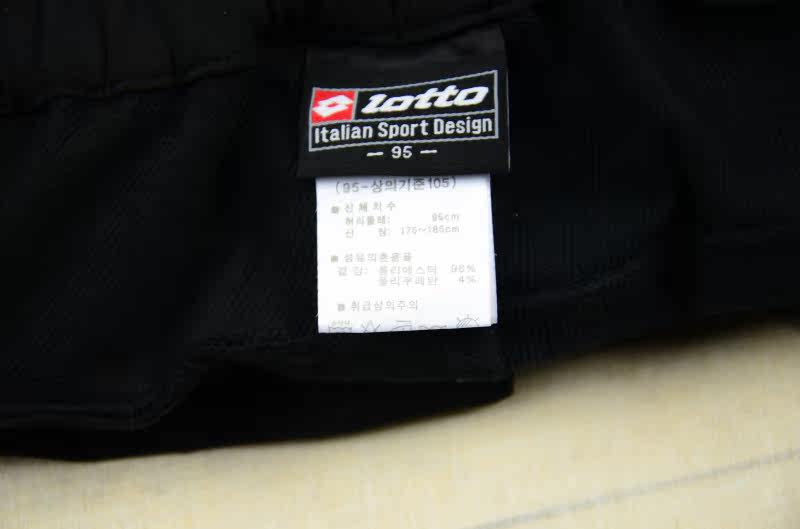 lotto
Italian Sport Design
— 95 —
(95-상의기준105)
■ 신체치수
허리둘레: 95cm
신 장: 175~185cm
■ 섬유의혼용율
겉 감: 폴리에스터 96%
폴리우레탄 4%
■ 취급상의주의